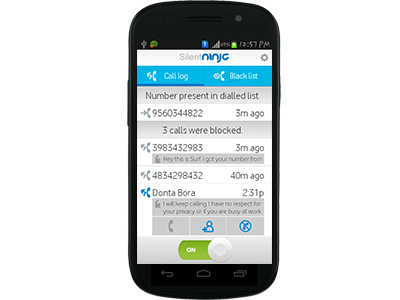 12:57 PM
Silent ninja
Call log Black list
Number present in dialled list.
9560344822 3m ago
3 calls were blocked.
3983432983 3m ago
Hey this is Surf. I got your number from
4834298432 40m ago
Donta Bora 2:31p
I will keep calling. I have no respect for
your privacy or if you are busy at work
ON